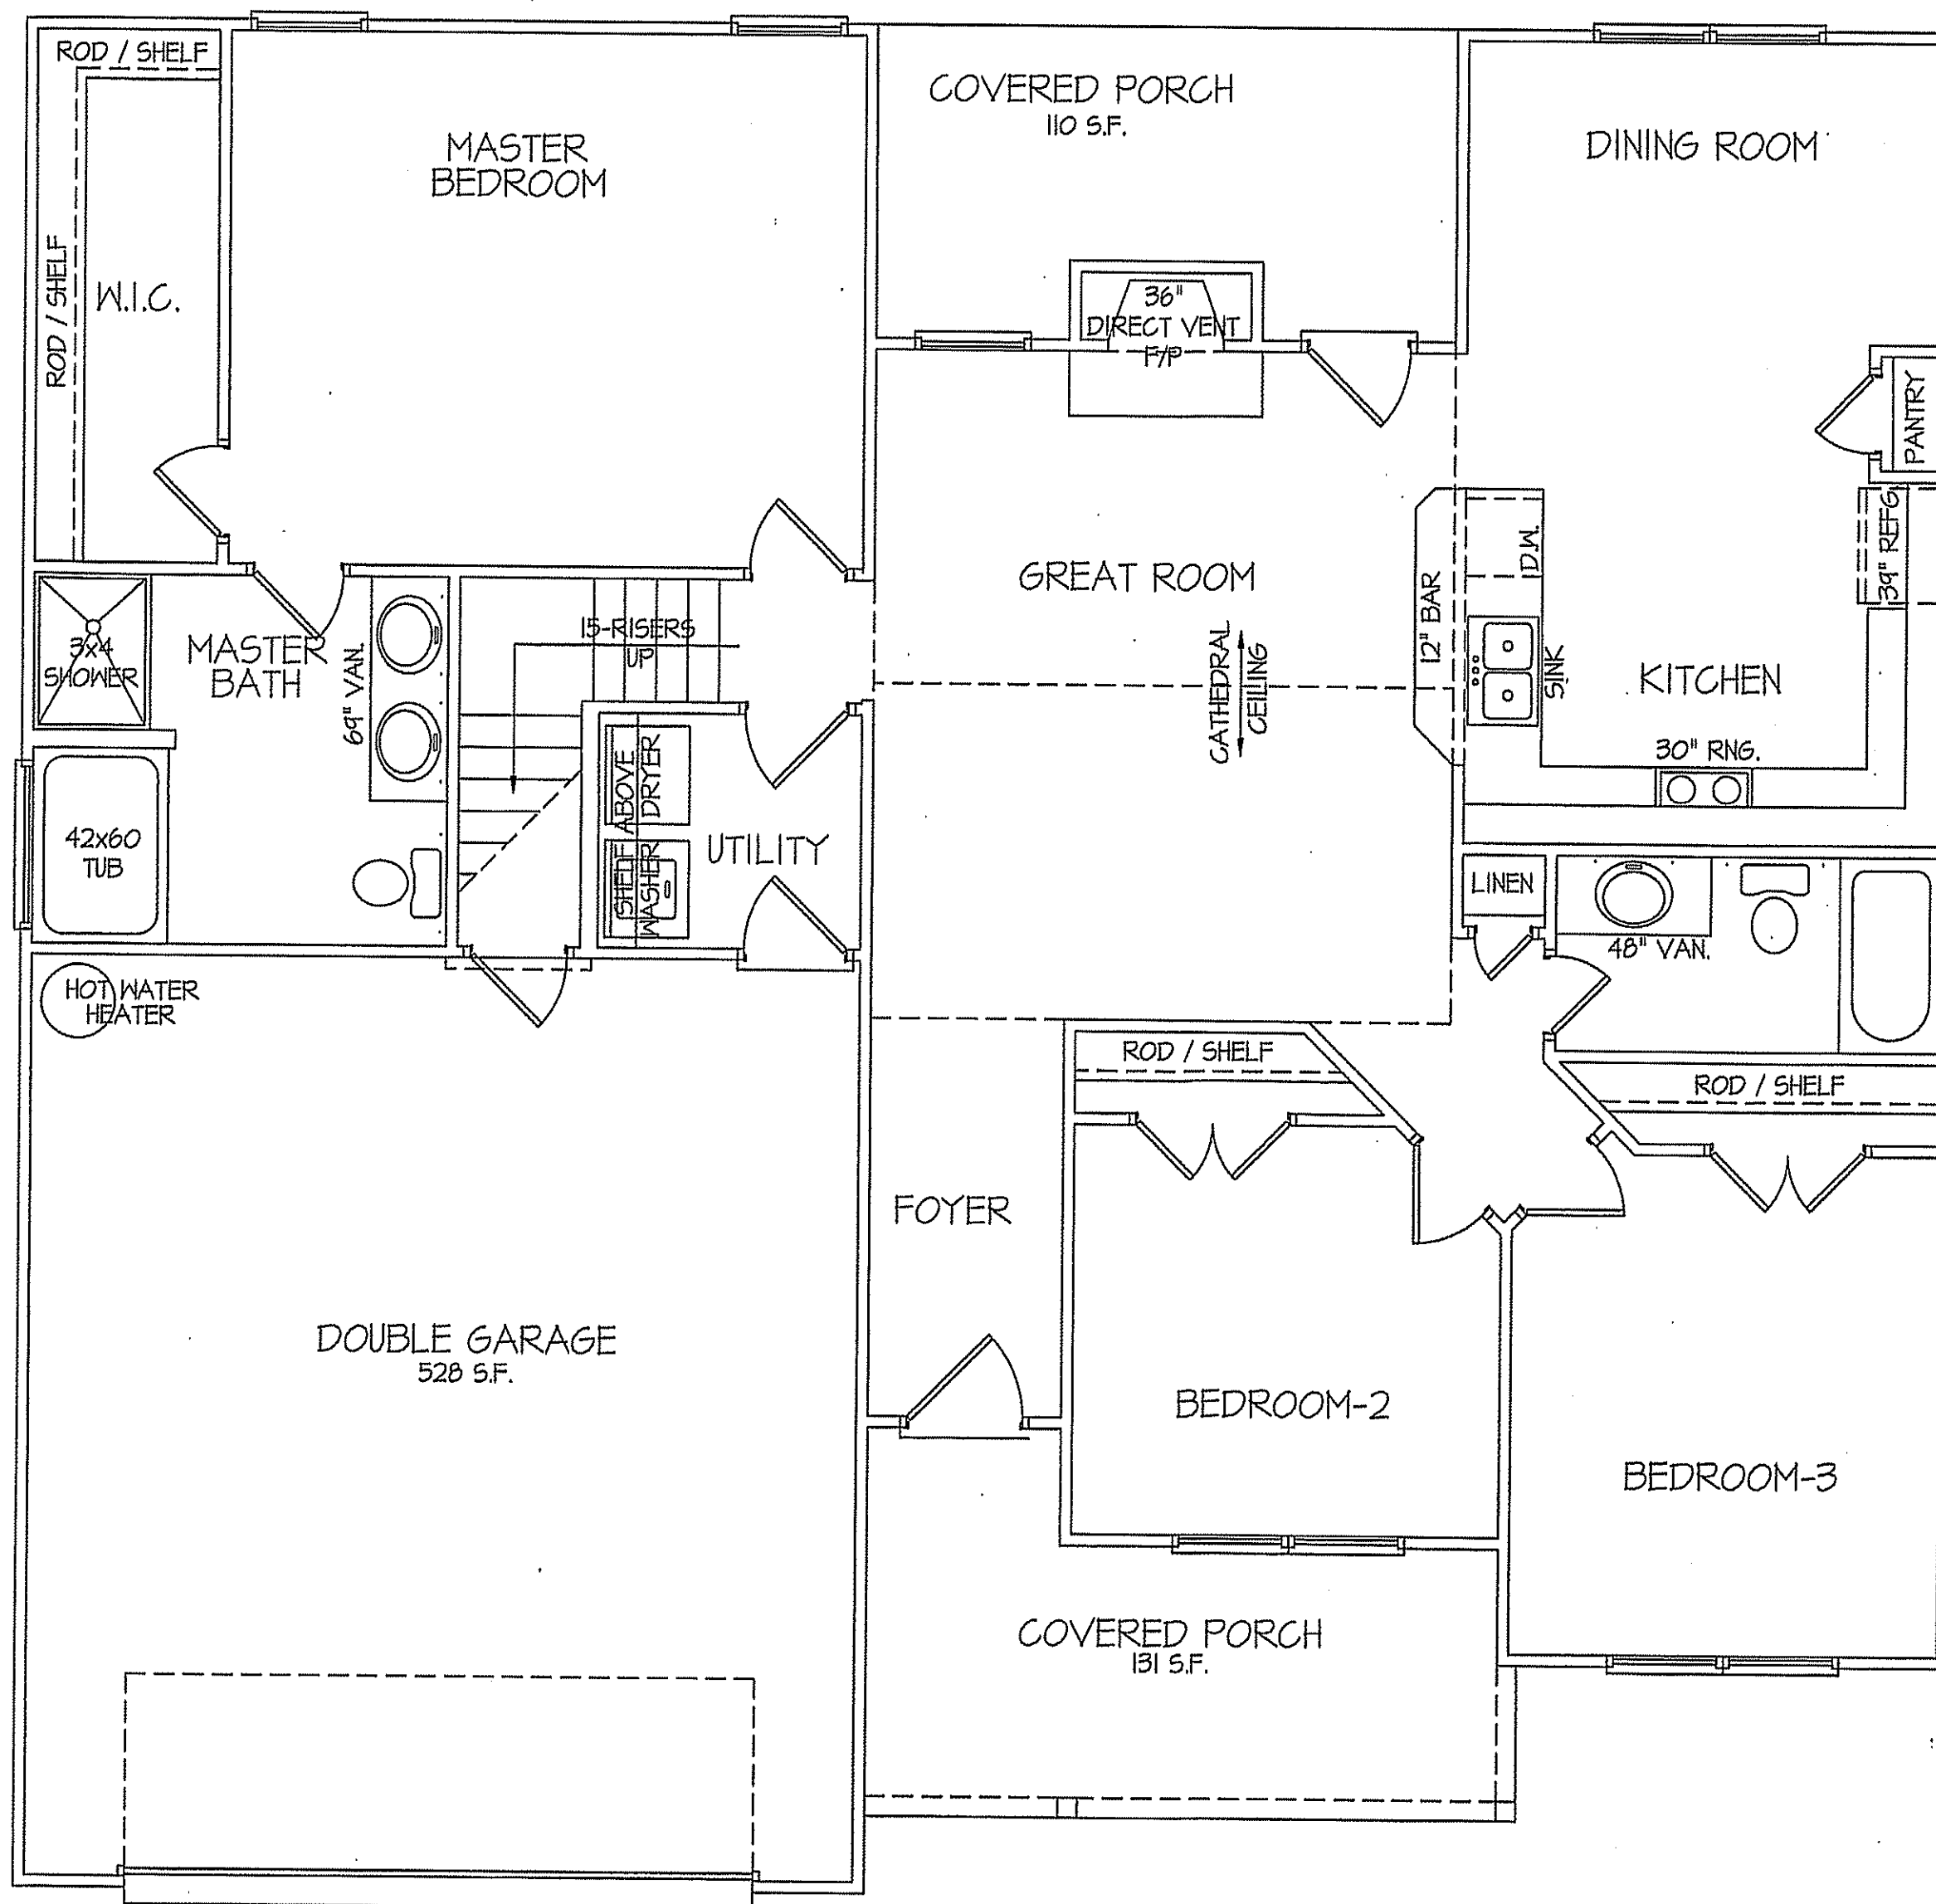 ROD / SHELF
COVERED PORCH
110 S.F.
MASTER
BEDROOM
DINING ROOM
ROD / SHELF
W.I.C.
36"
DIRECT VENT
F/P
PANTRY
39" REFG
GREAT ROOM
D.W.
12" BAR
15-RISERS
UP
3x4
SHOWER
MASTER
BATH
69" VAN.
CATHEDRAL
CEILING
SINK
KITCHEN
30" RNG.
SHELF ABOVE
DRYER
WASHER
UTILITY
42x60
TUB
LINEN
48" VAN.
HOT WATER
HEATER
ROD / SHELF
ROD / SHELF
FOYER
DOUBLE GARAGE
528 S.F.
BEDROOM-2
BEDROOM-3
COVERED PORCH
131 S.F.